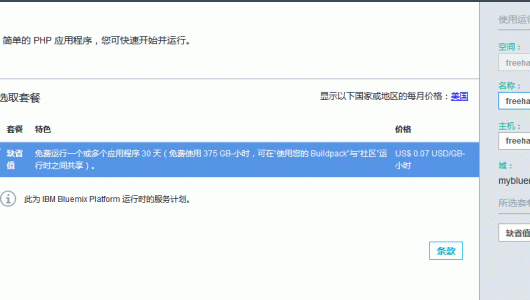 简单的 PHP 应用程序，您可快速开始并运行。
选取套餐
显示以下国家或地区的每月价格：美国
套餐 特色 价格
缺省值 免费运行一个或多个应用程序 30 天（免费使用 375 GB-小时，可在“使用您的 Buildpack”与“社区”运行时之间共享）。 US$ 0.07 USD/GB-小时
此为 IBM Bluemix Platform 运行时的服务计划。
条款
使用运行
空间：
freeha
名称：
freeha
主机：
freeha
域：
myblue
所选套餐
缺省值